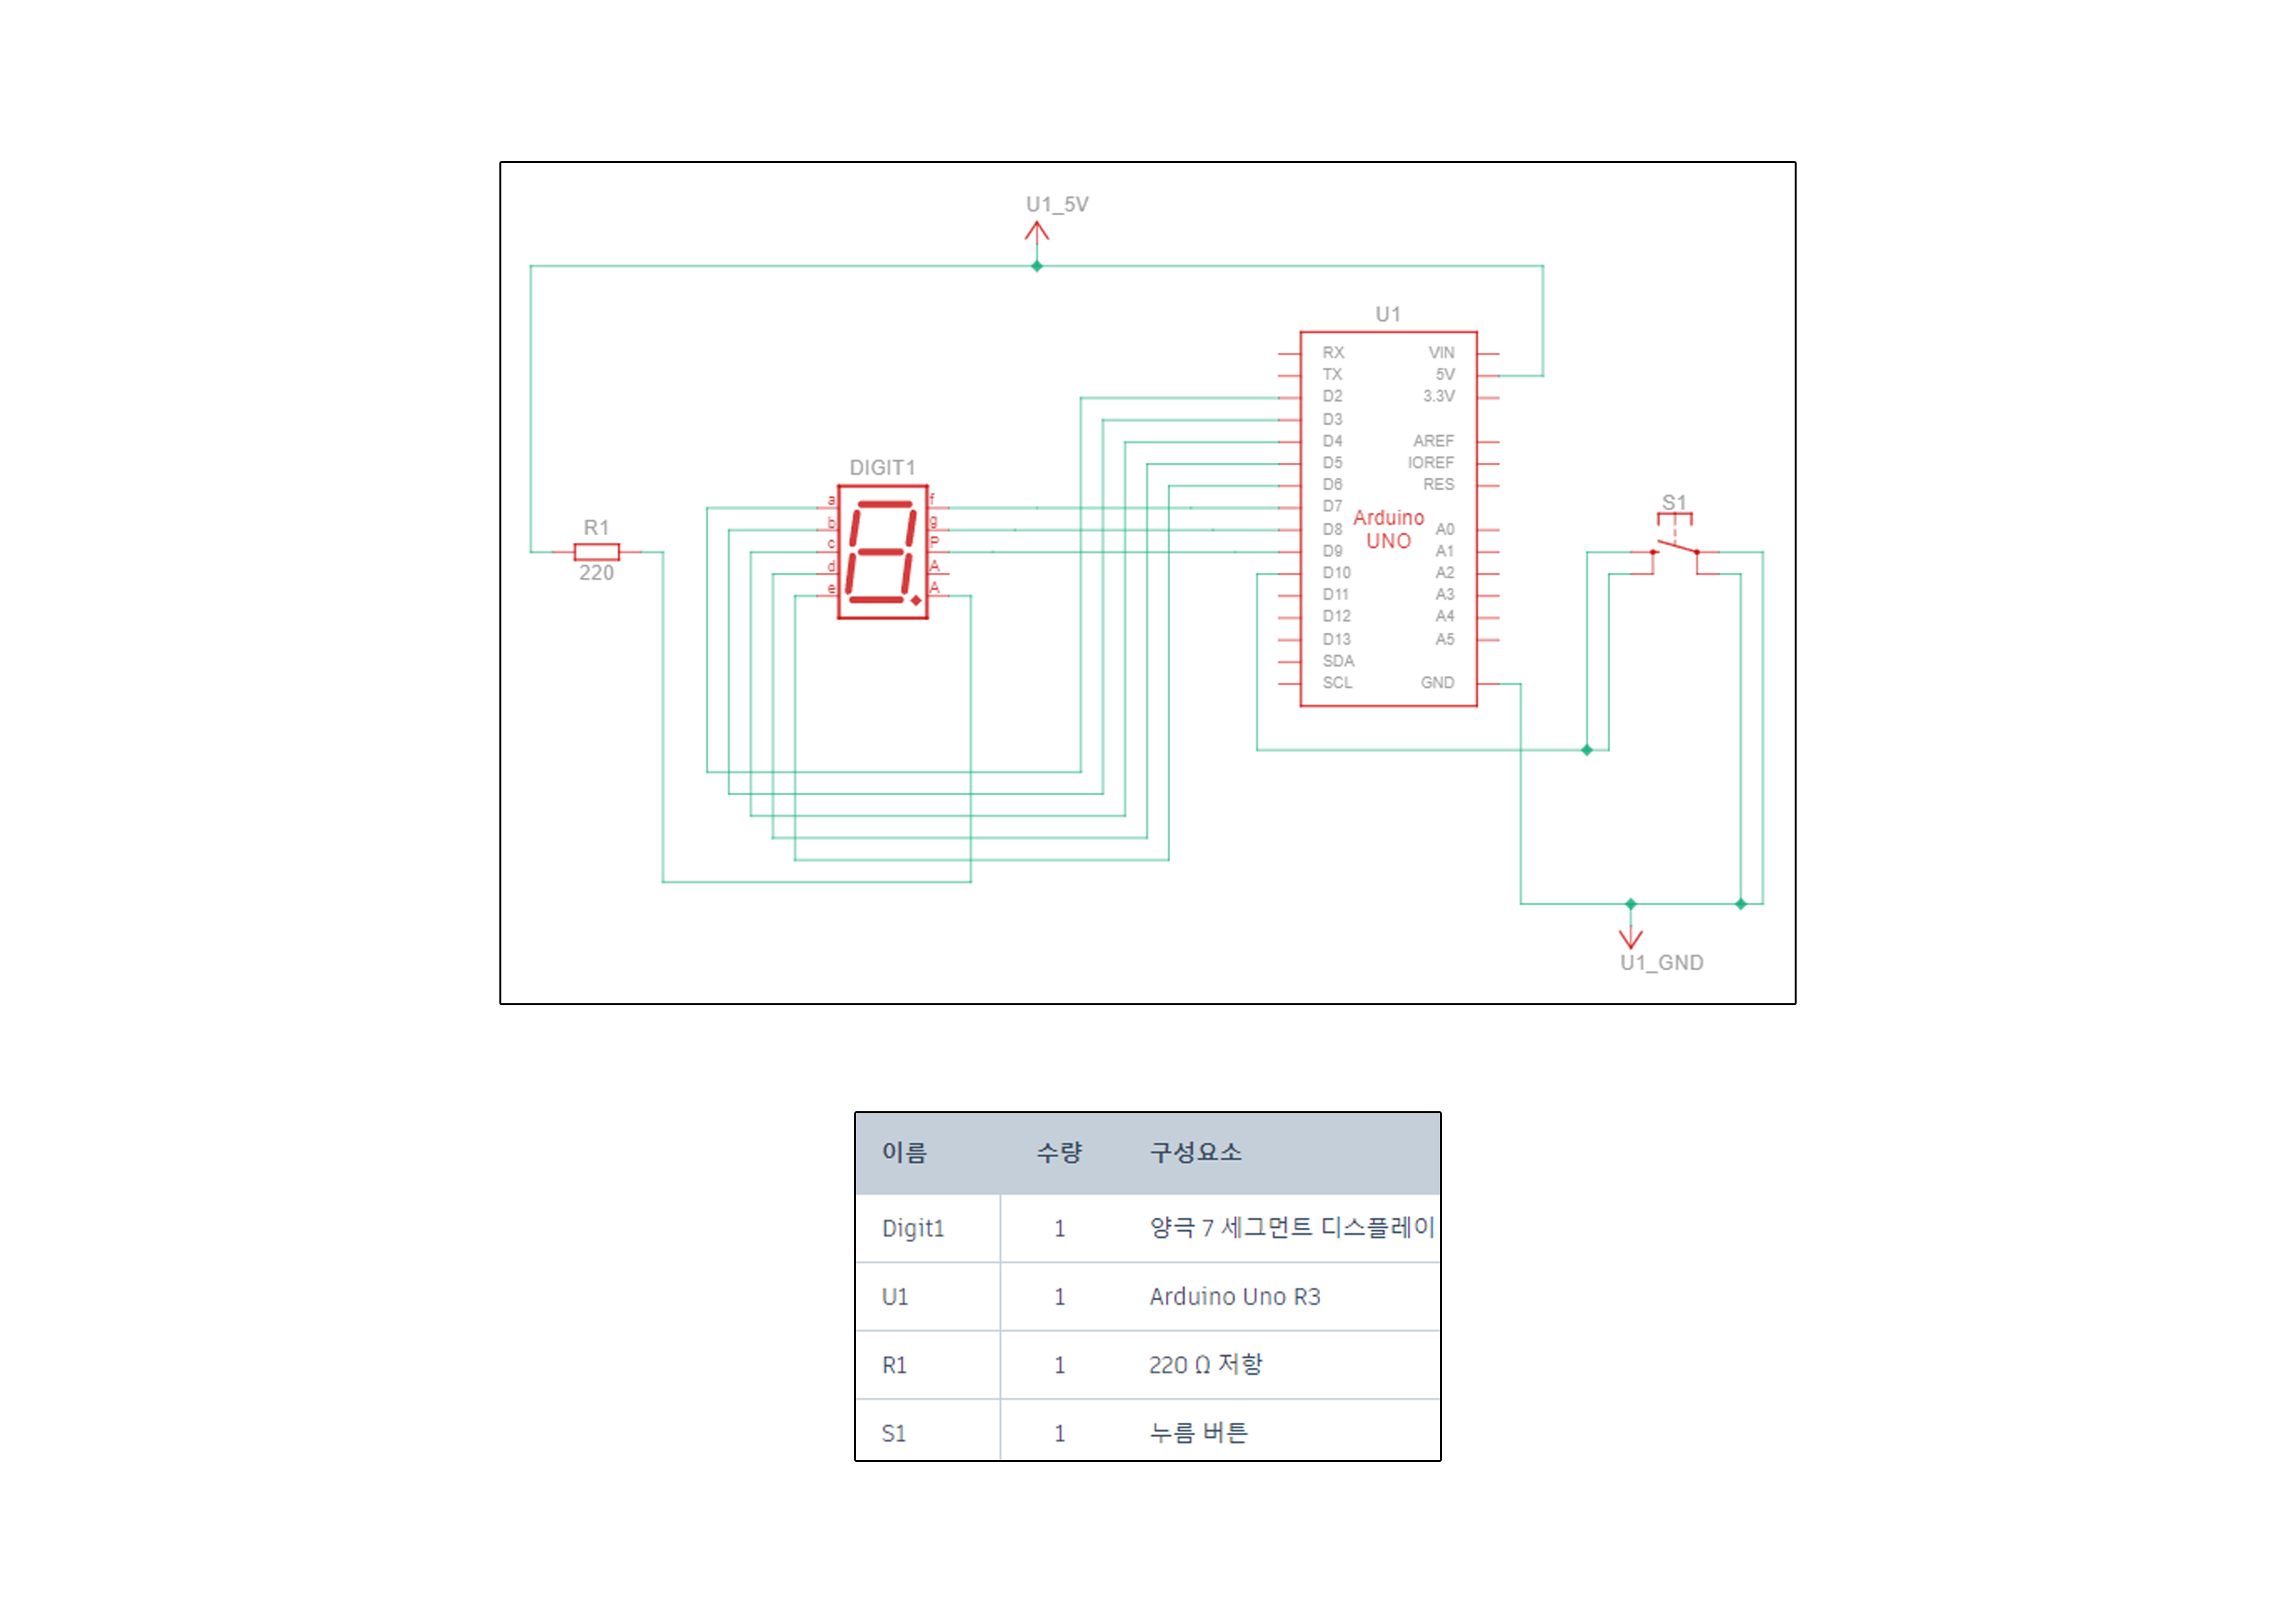 U1_5V
U1
RX VIN
TX 5V
D2 3.3V
D3
D4 AREF
D5 IOREF
D6 RES
D7
Arduino
UNO
D8 A0
D9 A1
D10 A2
D11 A3
D12 A4
D13 A5
SDA
SCL GND
DIGIT1
a f
b g
c P
d A
e A
R1
220
S1
U1_GND
이름 수량 구성요소
Digit1 1 양극 7 세그먼트 디스플레이
U1 1 Arduino Uno R3
R1 1 220 Ω 저항
S1 1 누름 버튼